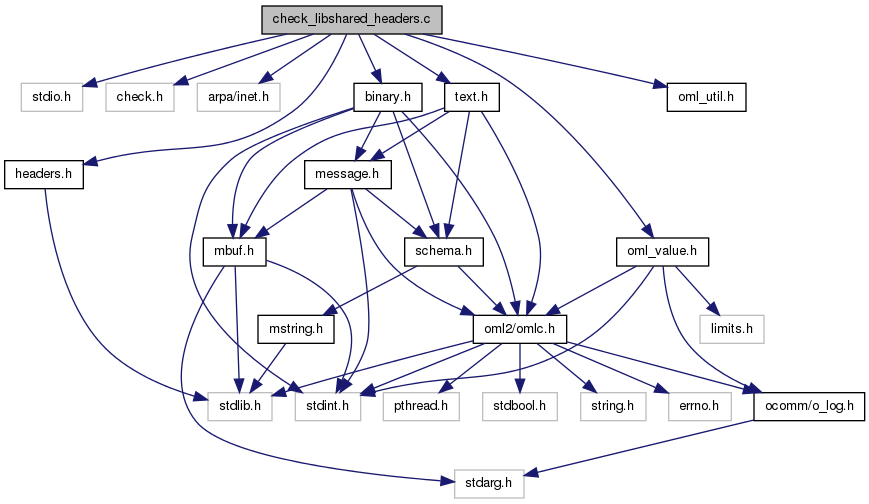 check_libshared_headers.c
stdio.h
check.h
arpa/inet.h
binary.h
text.h
oml_util.h
headers.h
message.h
mbuf.h
schema.h
oml_value.h
mstring.h
oml2/omlc.h
limits.h
stdlib.h
stdint.h
pthread.h
stdbool.h
string.h
errno.h
ocomm/o_log.h
stdarg.h